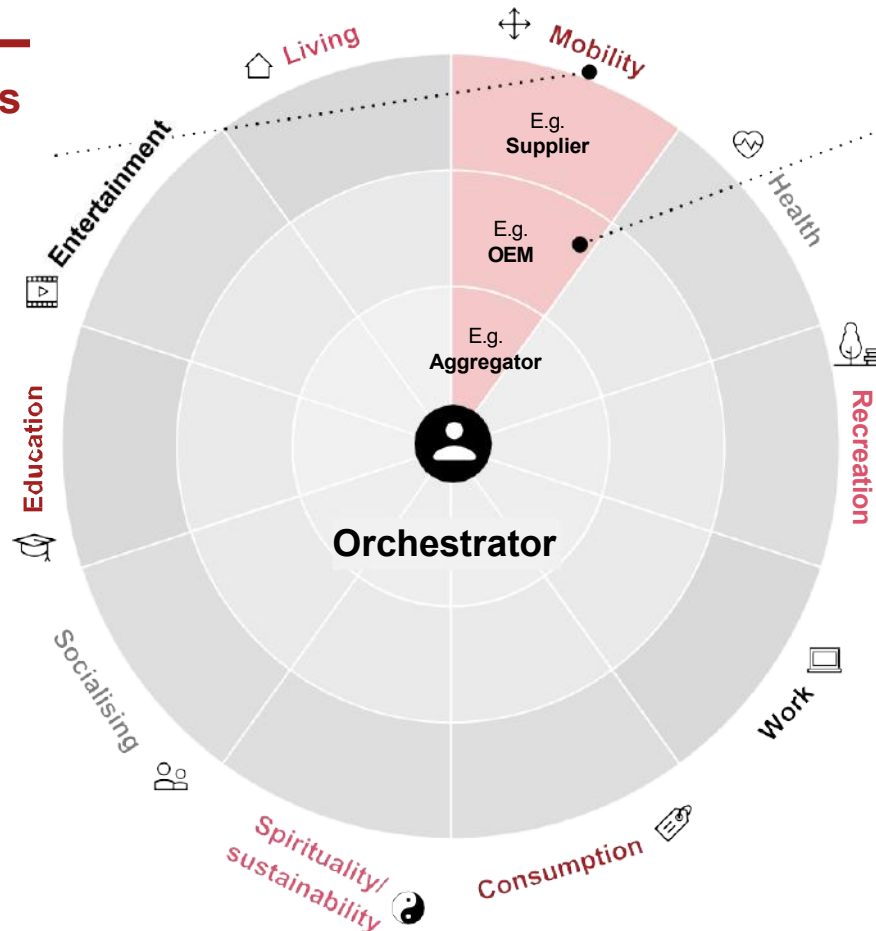 s
Living
Mobility
E.g.
Supplier
Entertainment
Health
E.g.
OEM
E.g.
Aggregator
Education
Recreation
Orchestrator
Socialising
Work
Spirituality/
sustainability
Consumption